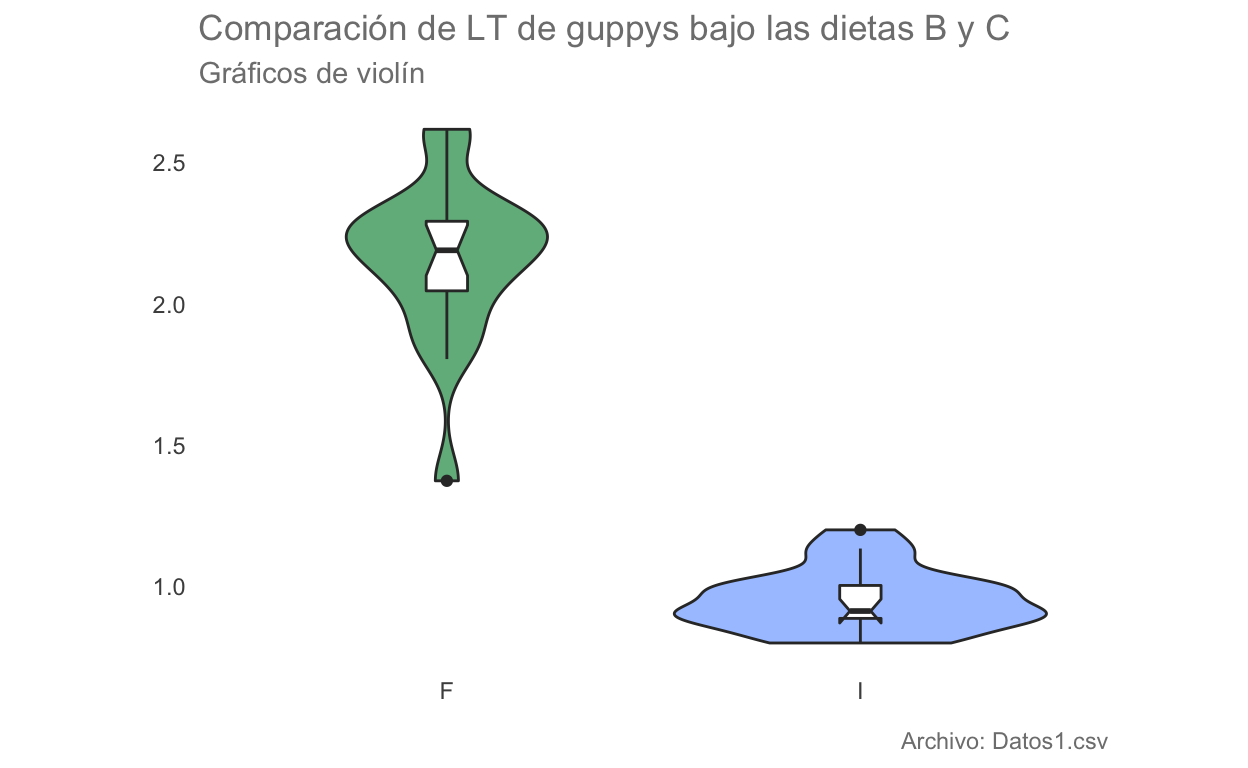 Comparación de LT de guppys bajo las dietas B y C
Gráficos de violín
2.5
2.0
1.5
1.0
F I
Archivo: Datos1.csv